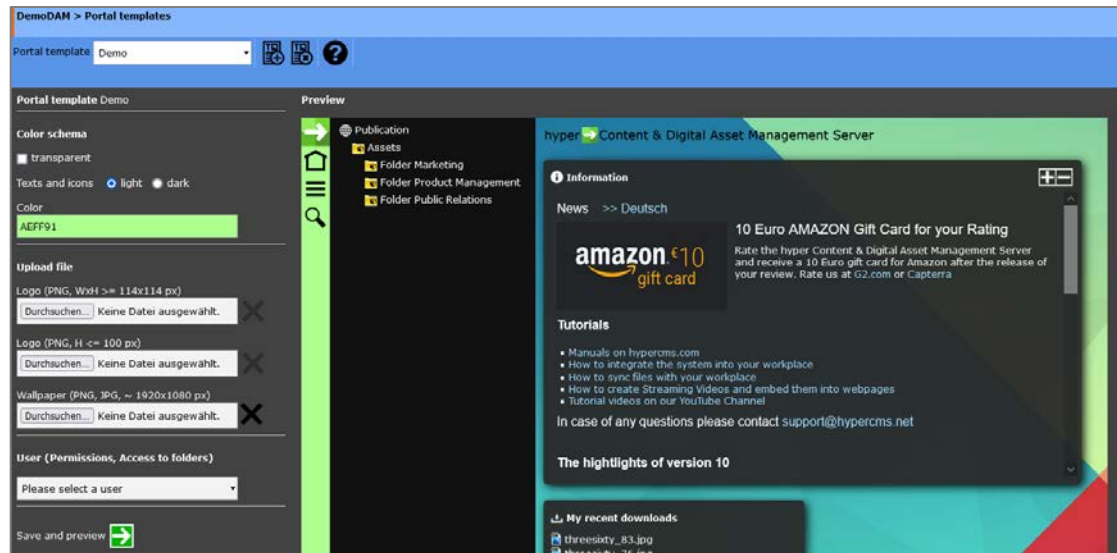 DemoDAM > Portal templates
Portal template Demo
Portal template Demo
Color schema
transparent
Texts and icons light dark
Color
AEFF91
Upload file
Logo (PNG, WxH >= 114x114 px)
Durchsuchen... Keine Datei ausgewählt.
Logo (PNG, H <= 100 px)
Durchsuchen... Keine Datei ausgewählt.
Wallpaper (PNG, JPG, ~ 1920x1080 px)
Durchsuchen... Keine Datei ausgewählt.
User (Permissions, Access to folders)
Please select a user
Save and preview
Preview
Publication
Assets
Folder Marketing
Folder Product Management
Folder Public Relations
hyper Content & Digital Asset Management Server
Information
News >> Deutsch
amazon €10
gift card
10 Euro AMAZON Gift Card for your Rating
Rate the hyper Content & Digital Asset Management Server
and receive a 10 Euro gift card for Amazon after the release of
your review. Rate us at G2.com or Capterra
Tutorials
Manuals on hypercms.com
How to integrate the system into your workplace
How to sync files with your workplace
How to create Streaming Videos and embed them into webpages
Tutorial videos on our YouTube Channel
In case of any questions please contact support@hypercms.net
The hightlights of version 10
My recent downloads
threesixty_83.jpg